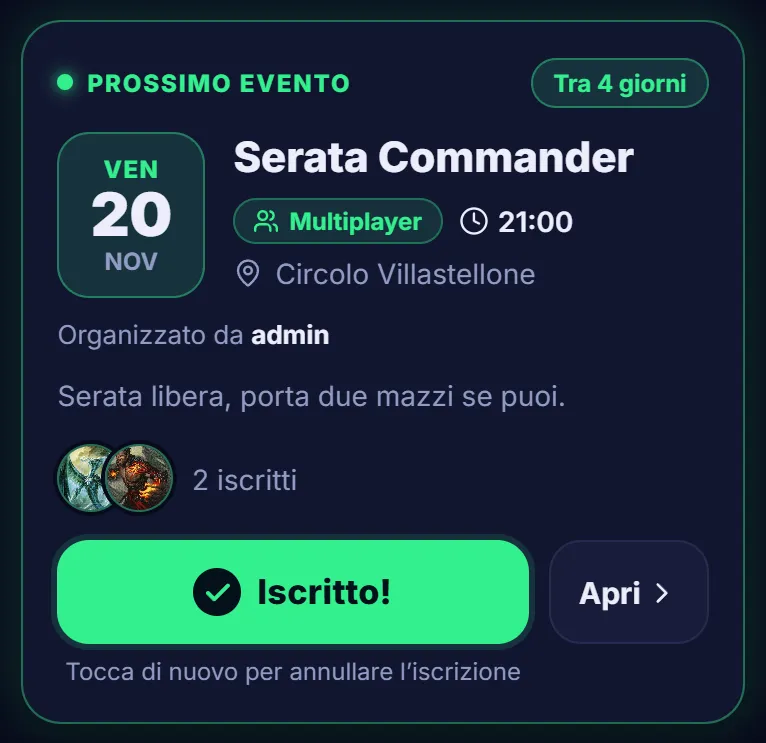 PROSSIMO EVENTO
Tra 4 giorni
VEN
20
NOV
Serata Commander
Multiplayer
21:00
Circolo Villastellone
Organizzato da admin
Serata libera, porta due mazzi se puoi.
2 iscritti
Iscritto!
Apri
Tocca di nuovo per annullare l’iscrizione